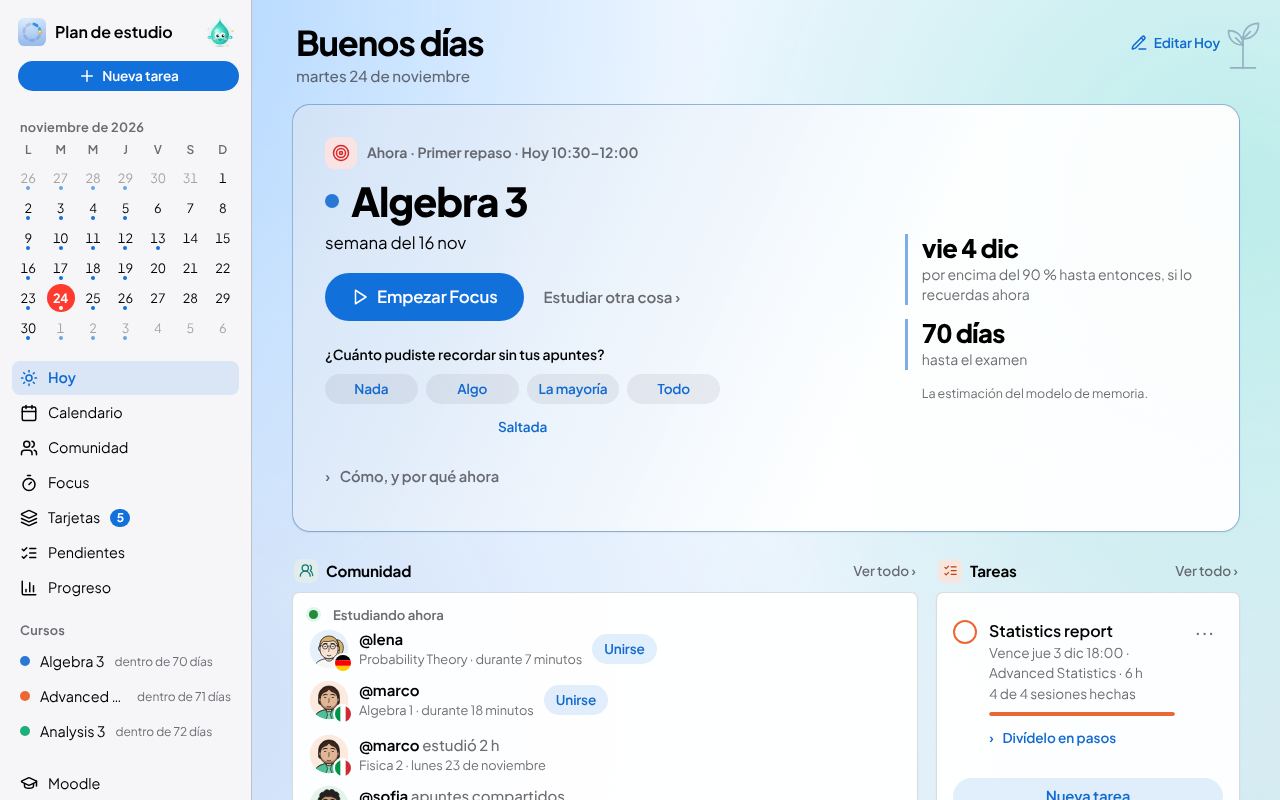 Plan de estudio
Nueva tarea
noviembre de 2026
L M M J V S D
26 27 28 29 30 31 1
2 3 4 5 6 7 8
9 10 11 12 13 14 15
16 17 18 19 20 21 22
23 24 25 26 27 28 29
30 1 2 3 4 5 6
Hoy
Calendario
Comunidad
Focus
Tarjetas 5
Pendientes
Progreso
Cursos
Algebra 3 dentro de 70 días
Advanced ... dentro de 71 días
Analysis 3 dentro de 72 días
Moodle
Buenos días
martes 24 de noviembre
Editar Hoy
Ahora · Primer repaso · Hoy 10:30–12:00
Algebra 3
semana del 16 nov
Empezar Focus
Estudiar otra cosa ›
¿Cuánto pudiste recordar sin tus apuntes?
Nada Algo La mayoría Todo
Saltada
› Cómo, y por qué ahora
vie 4 dic
por encima del 90 % hasta entonces, si lo
recuerdas ahora
70 días
hasta el examen
La estimación del modelo de memoria.
Comunidad Ver todo ›
Estudiando ahora
@lena
Probability Theory · durante 7 minutos
Unirse
@marco
Algebra 1 · durante 18 minutos
Unirse
@marco estudió 2 h
Fisica 2 · lunes 23 de noviembre
@sofia apuntes compartidos
Tareas Ver todo ›
Statistics report
Vence jue 3 dic 18:00 ·
Advanced Statistics · 6 h
4 de 4 sesiones hechas
› Divídelo en pasos
Nueva tarea